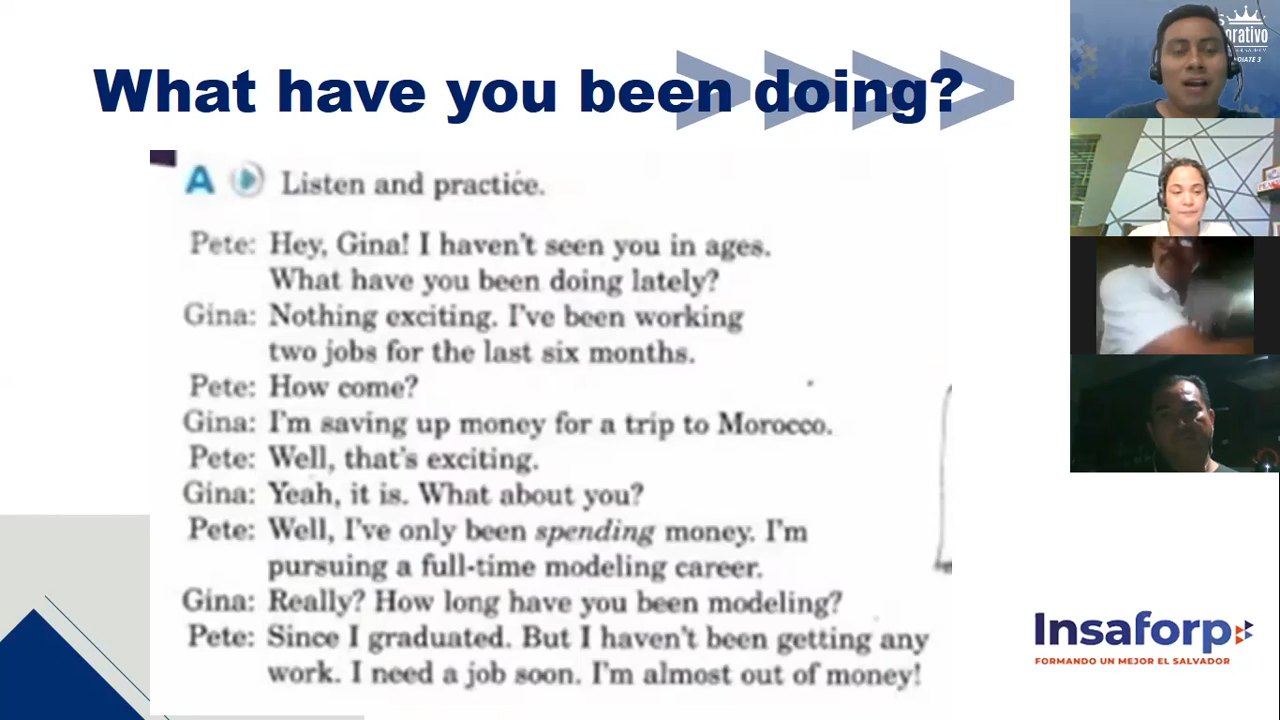 What have you been doing?
A Listen and practice.
Pete: Hey, Gina! I haven't seen you in ages.
What have you been doing lately?
Gina: Nothing exciting. I've been working
two jobs for the last six months.
Pete: How come?
Gina: I'm saving up money for a trip to Morocco.
Pete: Well, that's exciting.
Gina: Yeah, it is. What about you?
Pete: Well, I've only been spending money. I'm
pursuing a full-time modeling career.
Gina: Really? How long have you been modeling?
Pete: Since I graduated. But I haven't been getting any
work. I need a job soon. I'm almost out of money!
Insaforp
FORMANDO UN MEJOR EL SALVADOR